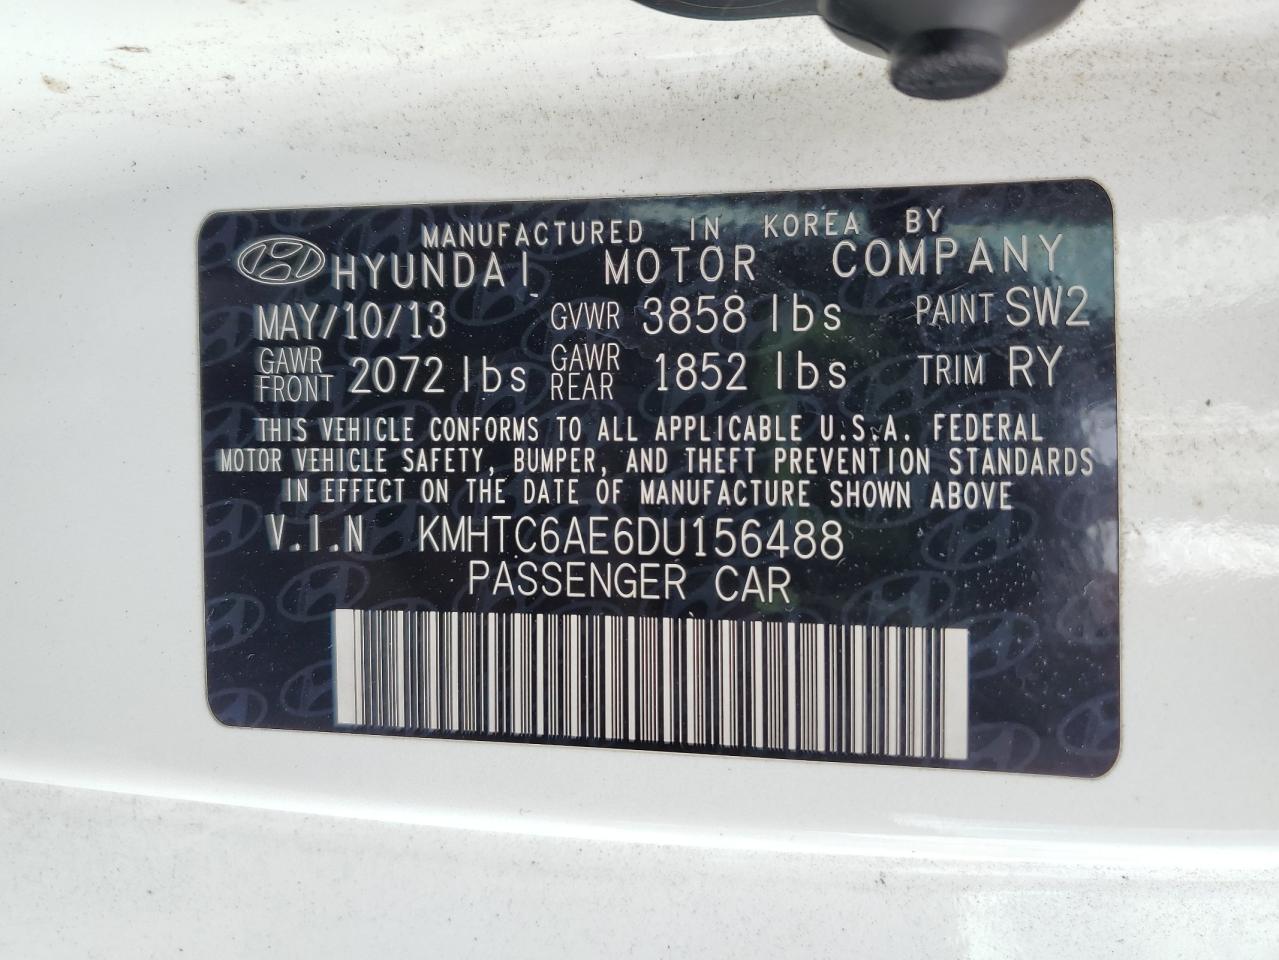 MANUFACTURED IN KOREA BY
HYUNDAI MOTOR COMPANY
MAY/10/13 GVWR 3858 lbs PAINT SW2
GAWR FRONT 2072 lbs GAWR REAR 1852 lbs TRIM RY
THIS VEHICLE CONFORMS TO ALL APPLICABLE U.S.A. FEDERAL
MOTOR VEHICLE SAFETY, BUMPER, AND THEFT PREVENTION STANDARDS
IN EFFECT ON THE DATE OF MANUFACTURE SHOWN ABOVE
V.I.N KMHTC6AE6DU156488
PASSENGER CAR